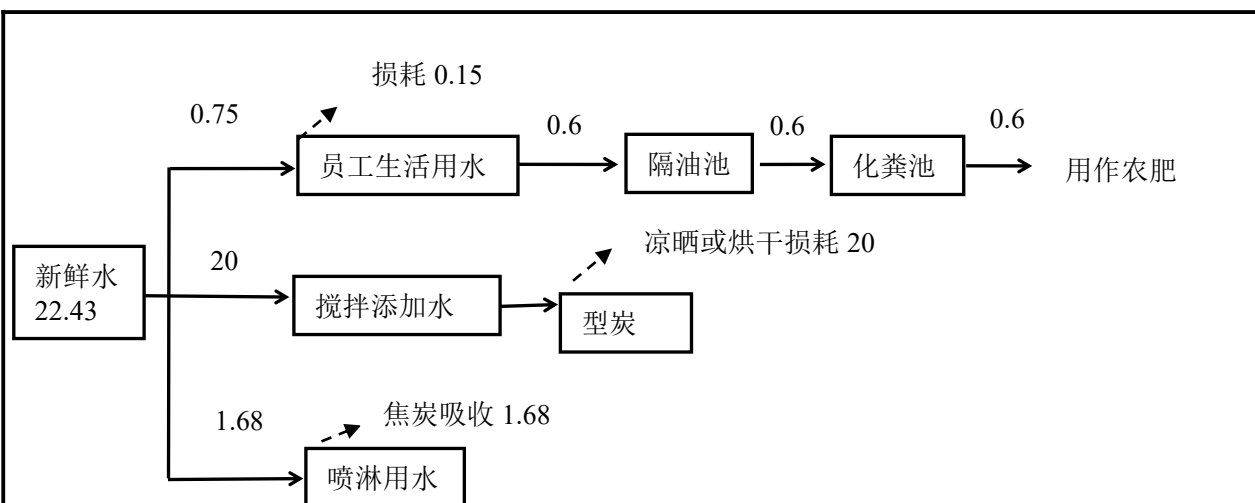 损耗 0.15
0.75
0.6
0.6
0.6
员工生活用水
隔油池
化粪池
用作农肥
凉晒或烘干损耗 20
20
新鲜水
22.43
搅拌添加水
型炭
焦炭吸收 1.68
1.68
喷淋用水